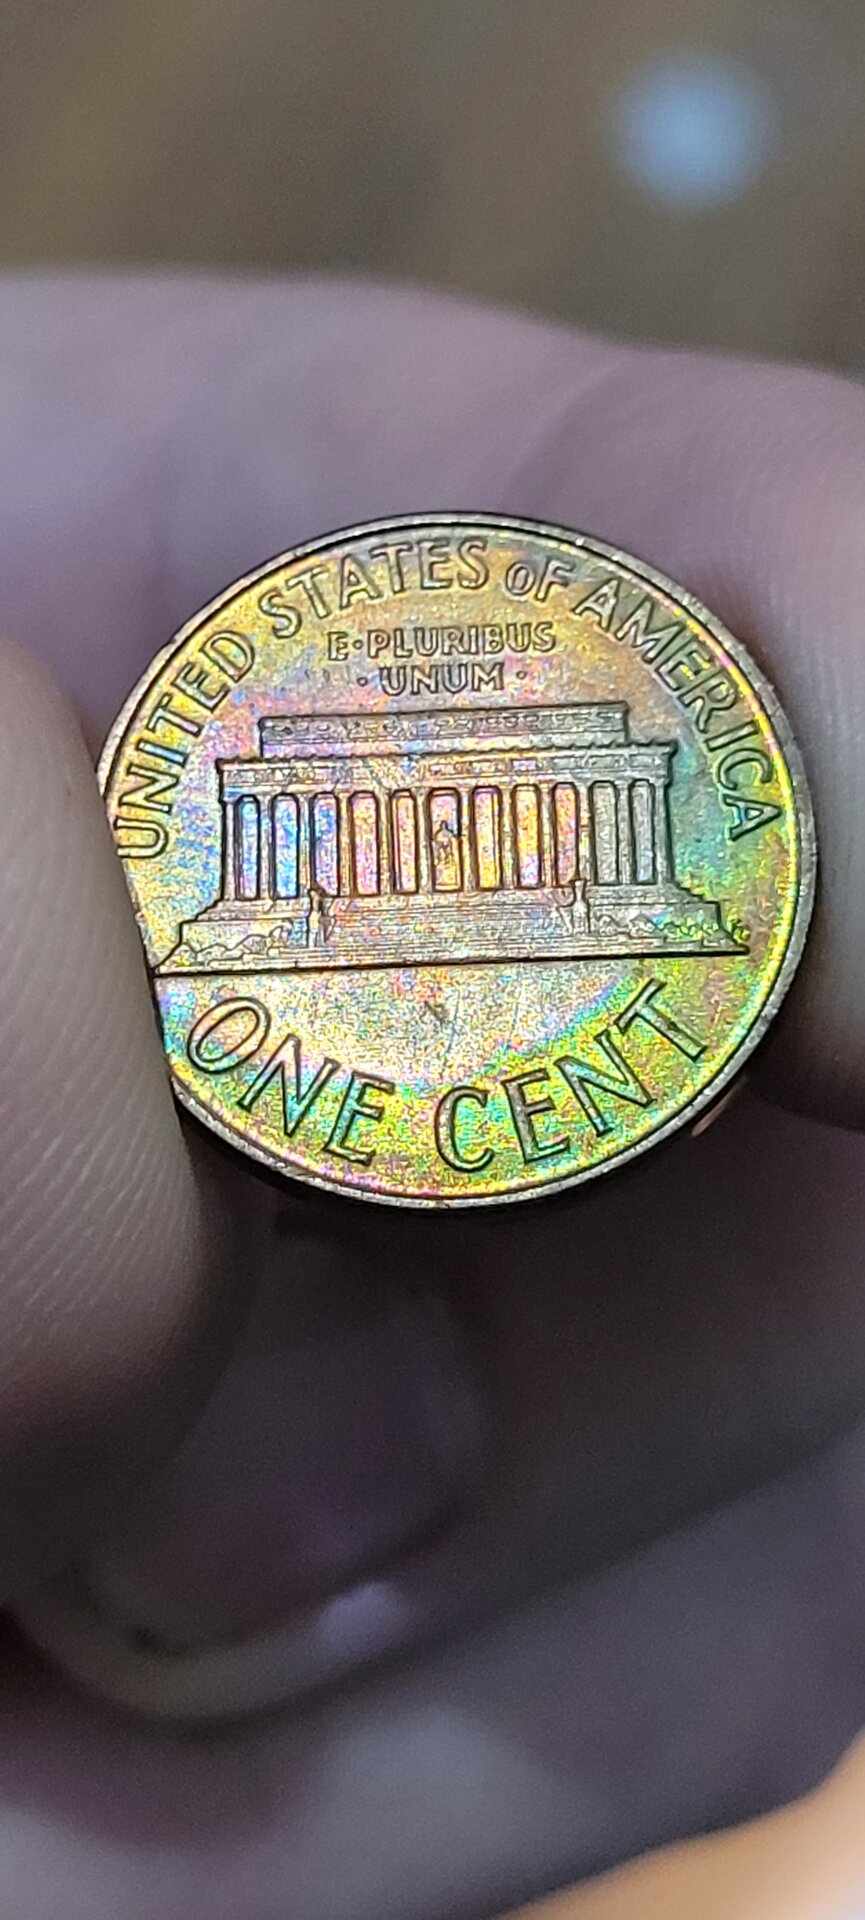 UNITED STATES OF AMERICA
E·PLURIBUS
·UNUM·
ONE CENT